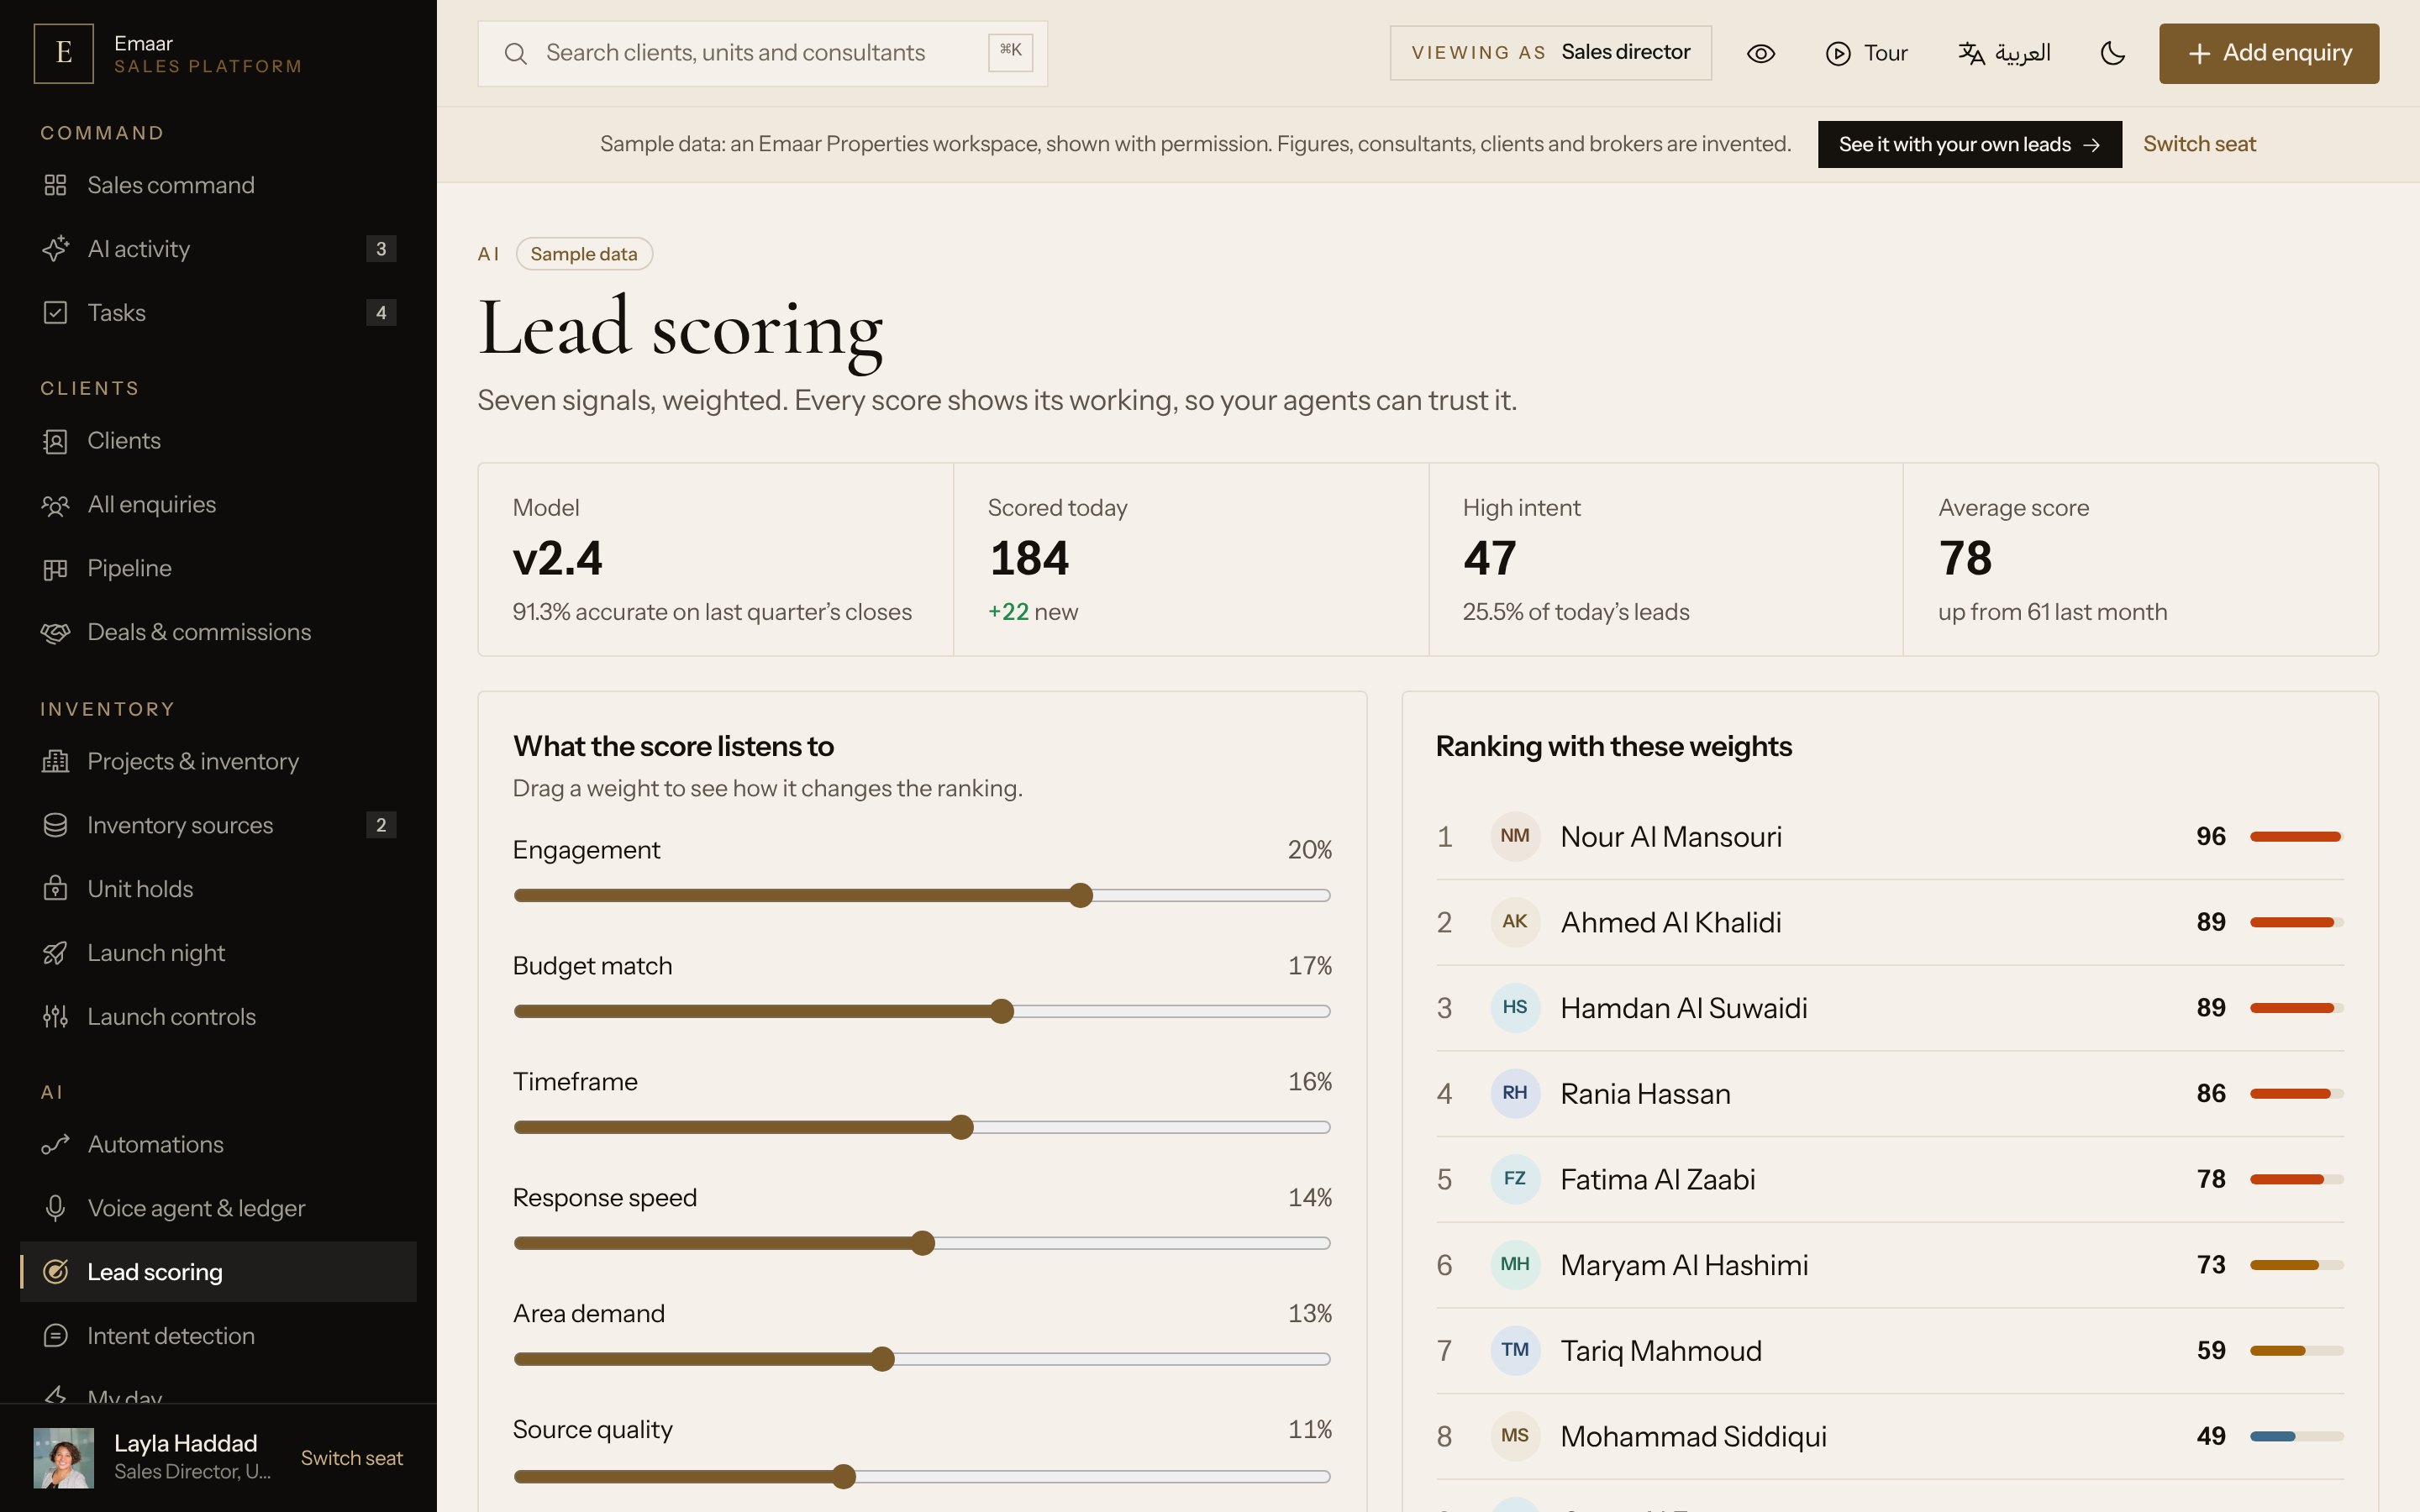 E
Emaar
SALES PLATFORM
COMMAND
Sales command
AI activity 3
Tasks 4
CLIENTS
Clients
All enquiries
Pipeline
Deals & commissions
INVENTORY
Projects & inventory
Inventory sources 2
Unit holds
Launch night
Launch controls
AI
Automations
Voice agent & ledger
Lead scoring
Intent detection
My day
Layla Haddad
Sales Director, U...
Switch seat
Search clients, units and consultants ⌘K
VIEWING AS Sales director
Tour
العربية
Add enquiry
Sample data: an Emaar Properties workspace, shown with permission. Figures, consultants, clients and brokers are invented.
See it with your own leads →
Switch seat
AI Sample data
Lead scoring
Seven signals, weighted. Every score shows its working, so your agents can trust it.
Model
v2.4
91.3% accurate on last quarter’s closes
Scored today
184
+22 new
High intent
47
25.5% of today’s leads
Average score
78
up from 61 last month
What the score listens to
Drag a weight to see how it changes the ranking.
Engagement 20%
Budget match 17%
Timeframe 16%
Response speed 14%
Area demand 13%
Source quality 11%
Ranking with these weights
1 NM Nour Al Mansouri 96
2 AK Ahmed Al Khalidi 89
3 HS Hamdan Al Suwaidi 89
4 RH Rania Hassan 86
5 FZ Fatima Al Zaabi 78
6 MH Maryam Al Hashimi 73
7 TM Tariq Mahmoud 59
8 MS Mohammad Siddiqui 49